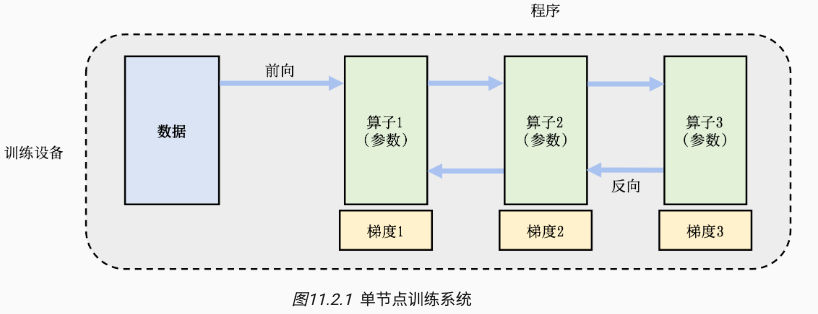 程序
训练设备
数据
前向
算子1
（参数）
算子2
（参数）
算子3
（参数）
反向
梯度1
梯度2
梯度3
图11.2.1 单节点训练系统